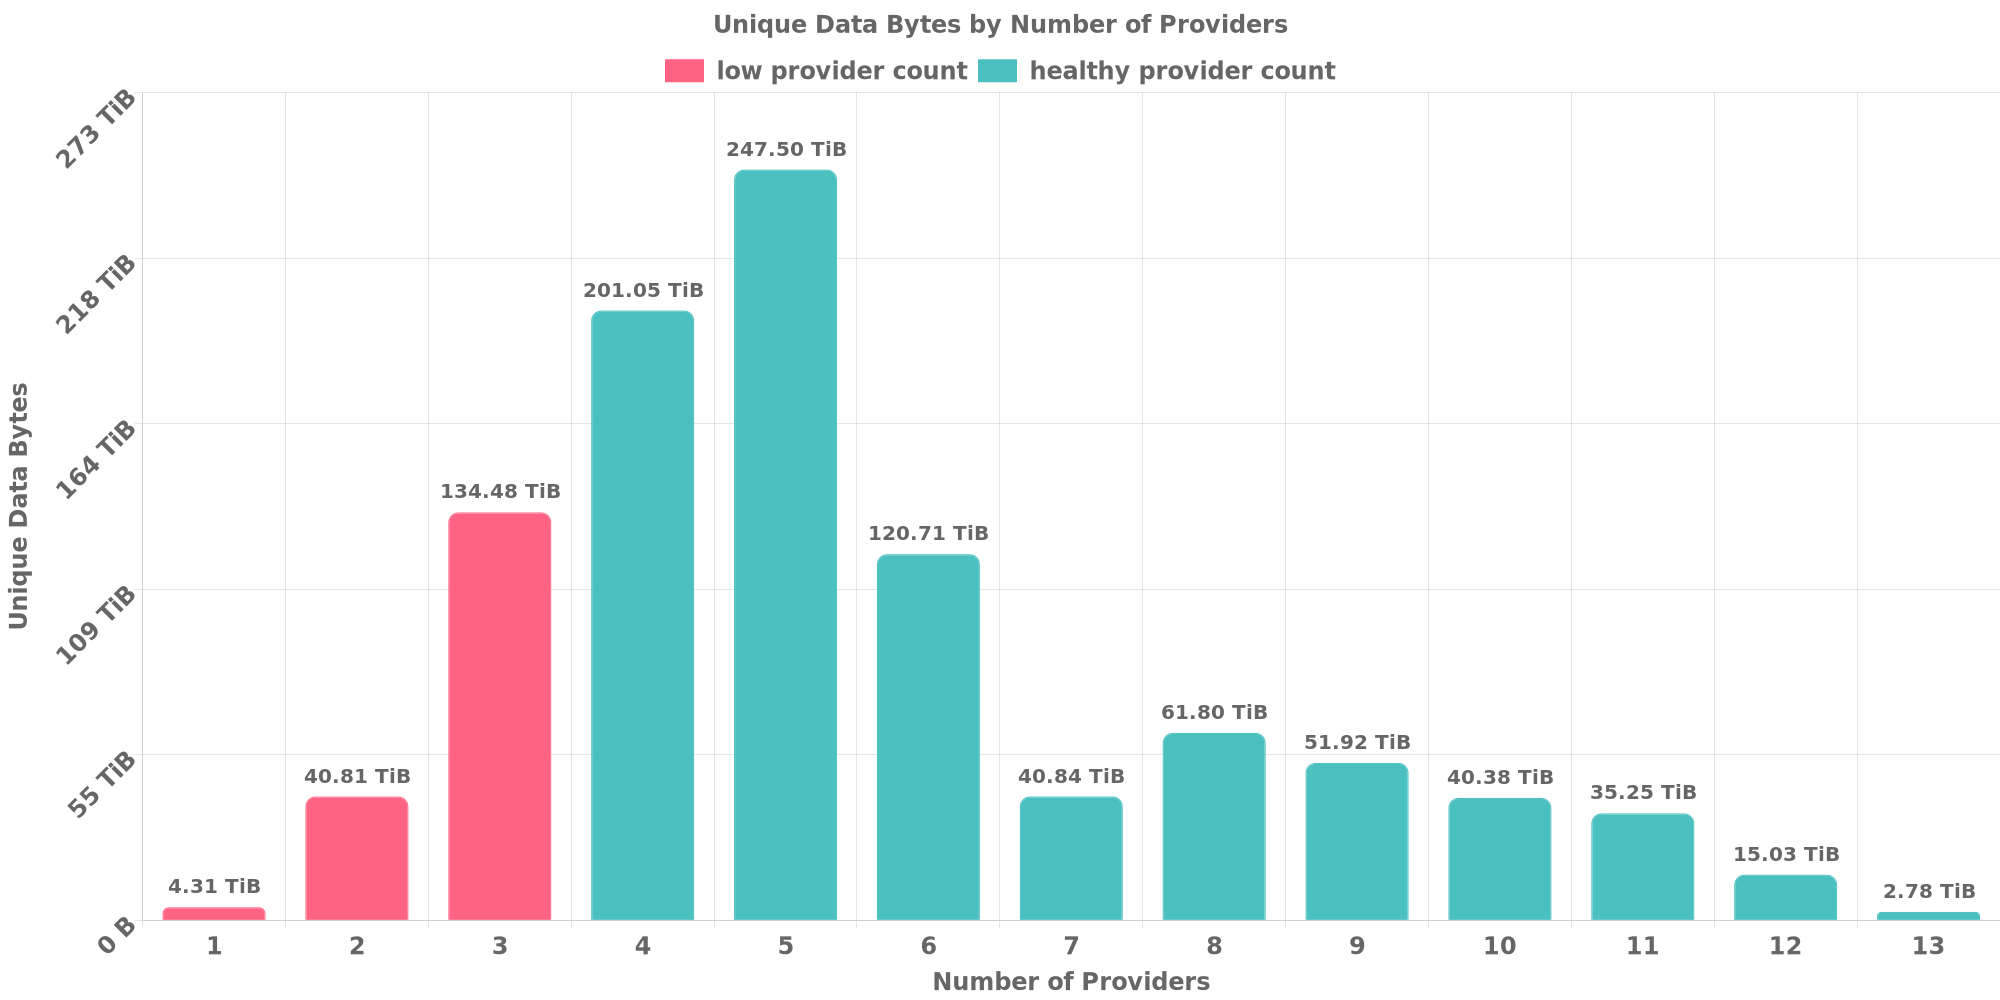 Unique Data Bytes by Number of Providers
low provider count healthy provider count
273 TiB
218 TiB
164 TiB
109 TiB
55 TiB
0 B
Unique Data Bytes
4.31 TiB
40.81 TiB
134.48 TiB
201.05 TiB
247.50 TiB
120.71 TiB
40.84 TiB
61.80 TiB
51.92 TiB
40.38 TiB
35.25 TiB
15.03 TiB
2.78 TiB
1 2 3 4 5 6 7 8 9 10 11 12 13
Number of Providers